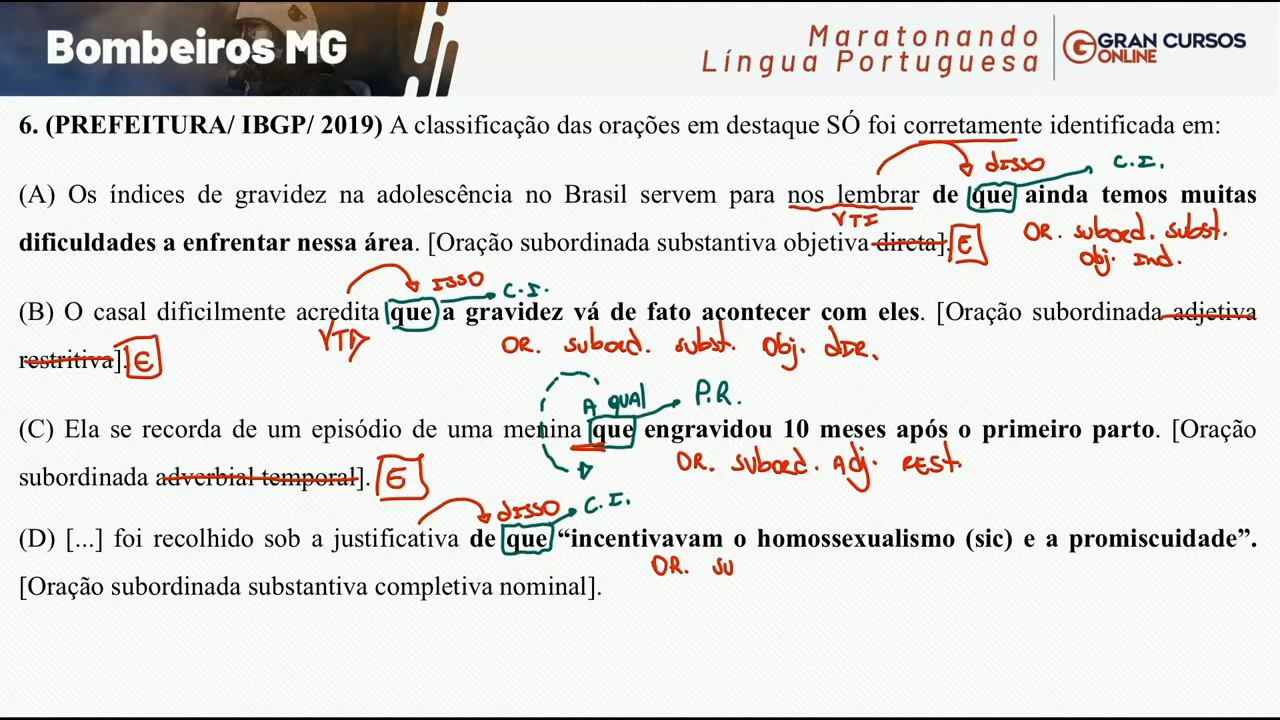 Bombeiros MG
Maratonando
Língua Portuguesa
GRAN CURSOS
ONLINE
6. (PREFEITURA/ IBGP/ 2019) A classificação das orações em destaque SÓ foi corretamente identificada em:
DISSO C.I.
(A) Os índices de gravidez na adolescência no Brasil servem para nos lembrar de que ainda temos muitas
VTI
dificuldades a enfrentar nessa área. [Oração subordinada substantiva objetiva direta]. E OR. subord. subst.
Obj. Ind.
ISSO C.I.
(B) O casal dificilmente acredita que a gravidez vá de fato acontecer com eles. [Oração subordinada adjetiva
VTD OR. subord. subst. Obj. DIR.
restritiva]. E
A QUAL P.R.
(C) Ela se recorda de um episódio de uma menina que engravidou 10 meses após o primeiro parto. [Oração
OR. subord. Adj. REST.
subordinada adverbial temporal]. E
DISSO C.I.
(D) [...] foi recolhido sob a justificativa de que “incentivavam o homossexualismo (sic) e a promiscuidade”.
OR. SU
[Oração subordinada substantiva completiva nominal].